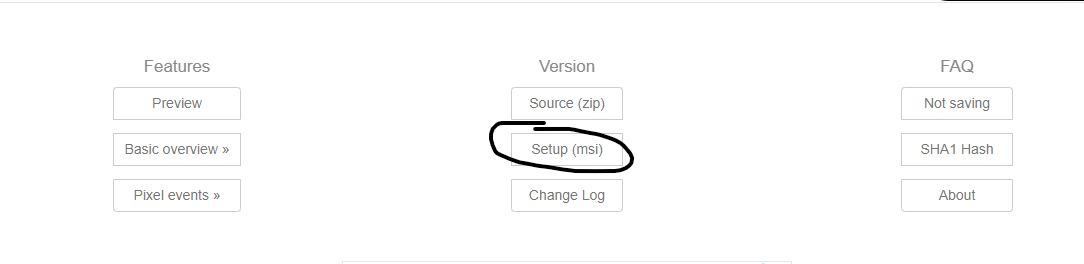 Features
Version
FAQ
Preview
Source (zip)
Not saving
Basic overview »
Setup (msi)
SHA1 Hash
Pixel events »
Change Log
About